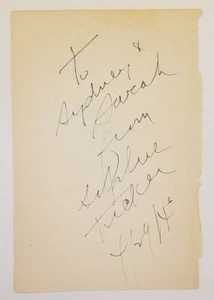 To
Sydney &
Sarah
from
Sophie
Tucker